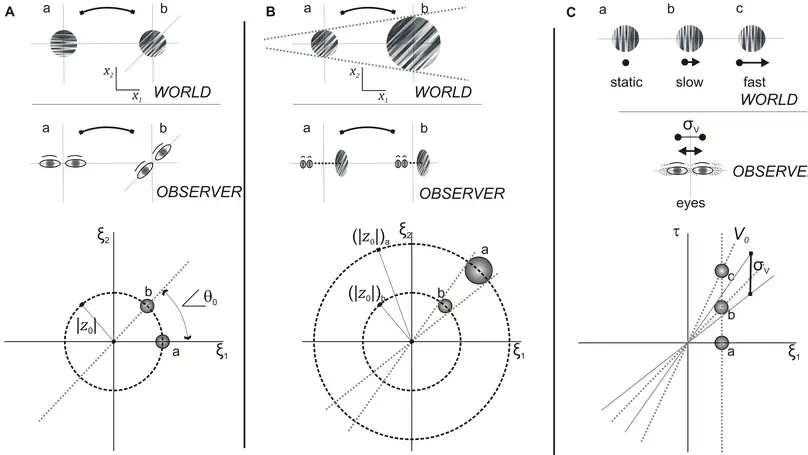 A
a
b
x₂
x₁
WORLD
a
b
OBSERVER
ξ₂
b
θ₀
|z₀|
a
ξ₁
B
a
b
x₂
x₁
WORLD
a
b
OBSERVER
ξ₂
(|z₀|)ₐ
a
(|z₀|)b
b
ξ₁
C
a
b
c
static
slow
fast
WORLD
σV
OBSERVE
eyes
τ
V₀
σV
c
b
a
ξ₁